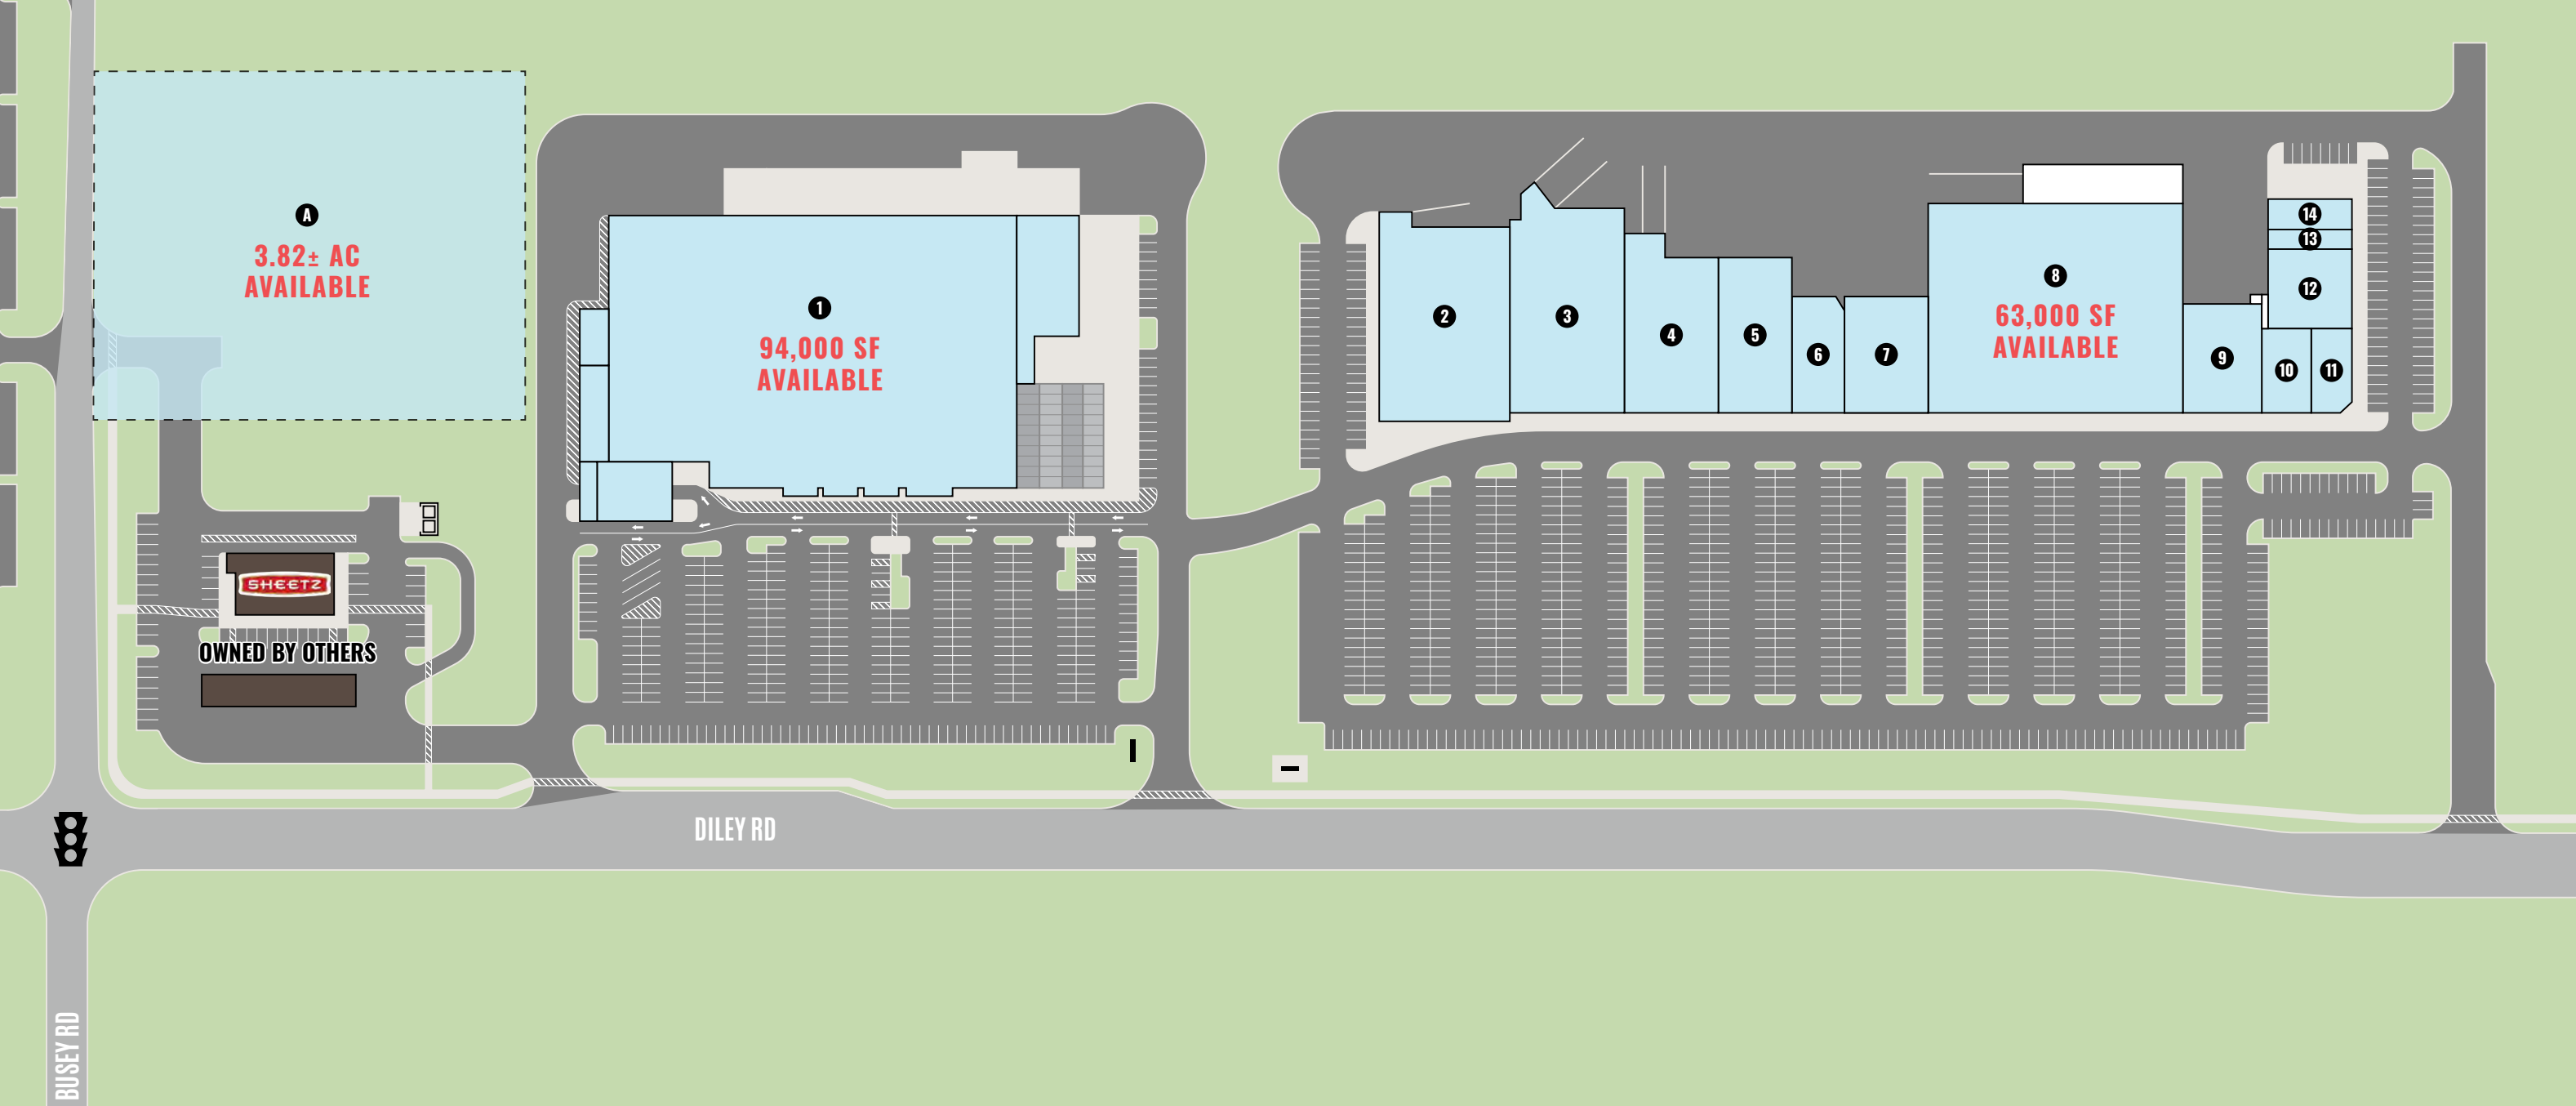 A
3.82± AC
AVAILABLE
1
94,000 SF
AVAILABLE
2
3
4
5
6
7
8
63,000 SF
AVAILABLE
9
10
11
12
13
14
SHEETZ
OWNED BY OTHERS
DILEY RD
BUSEY RD